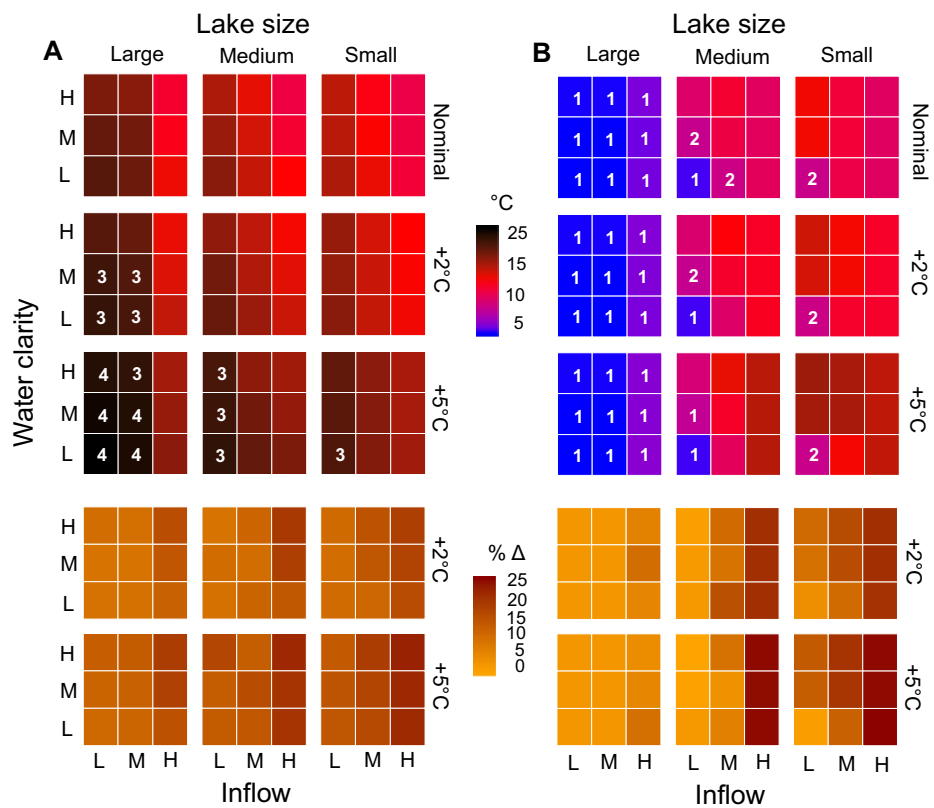 Lake size
A Large Medium Small
H
M
L
Nominal
H
M 3 3
L 3 3
+2°C
H 4 3 3
M 4 4 3
L 4 4 3 3
+5°C
Water clarity
H
M
L
+2°C
H
M
L
+5°C
L M H L M H L M H
Inflow
°C
25
20
15
10
5
% Δ
25
20
15
10
5
0
Lake size
B Large Medium Small
1 1 1
1 1 1 2
1 1 1 1 2 2
Nominal
1 1 1
1 1 1 2
1 1 1 1 2
+2°C
1 1 1
1 1 1 1
1 1 1 1 2
+5°C
+2°C
+5°C
L M H L M H L M H
Inflow